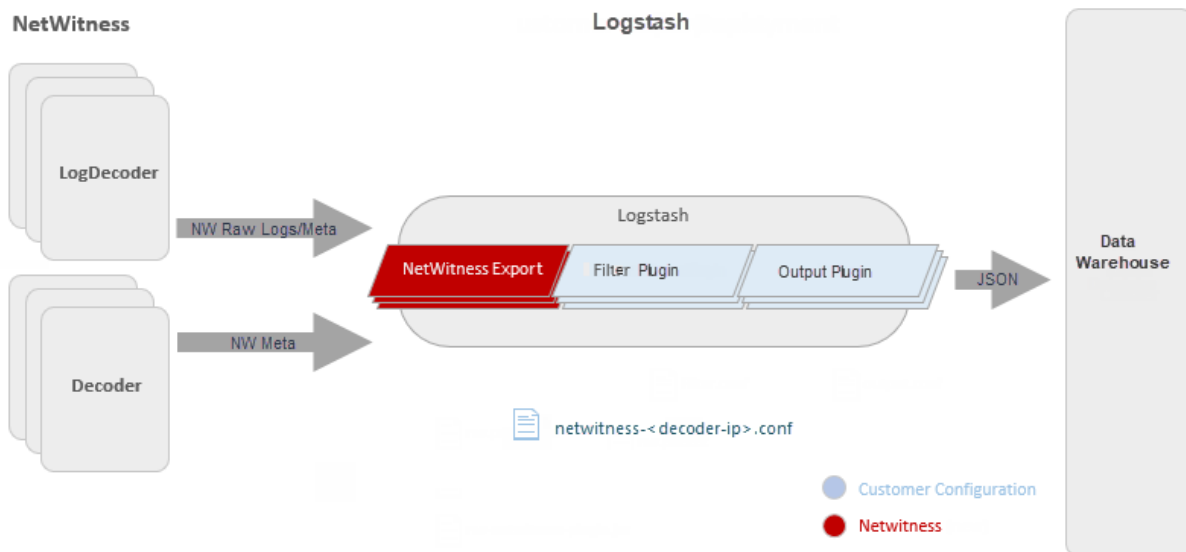 NetWitness
Logstash
LogDecoder
NW Raw Logs/Meta
Decoder
NW Meta
Logstash
NetWitness Export
Filter Plugin
Output Plugin
JSON
Data
Warehouse
netwitness-<decoder-ip>.conf
Customer Configuration
Netwitness